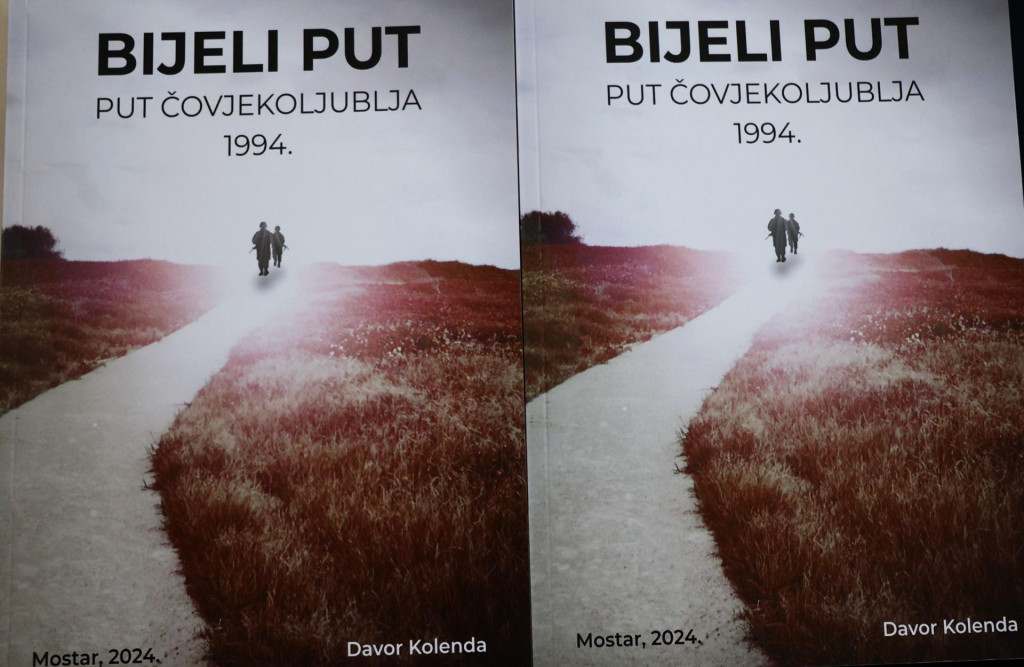 BIJELI PUT
PUT ČOVJEKOLJUBLJA
1994.
Mostar, 2024.
Davor Kolenda
BIJELI PUT
PUT ČOVJEKOLJUBLJA
1994.
Mostar, 2024.
Davor Kolenda